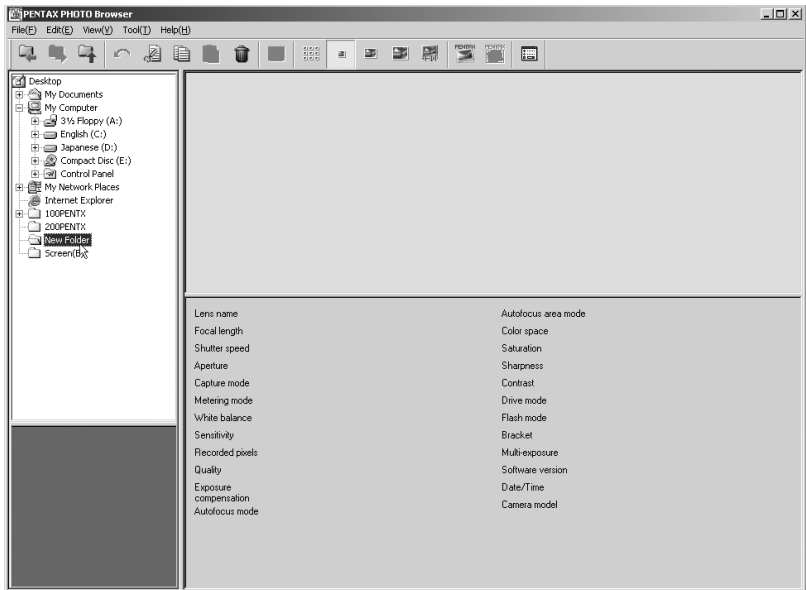 PENTAX PHOTO Browser
File(F) Edit(E) View(V) Tool(T) Help(H)
Desktop
My Documents
My Computer
3½ Floppy (A:)
English (C:)
Japanese (D:)
Compact Disc (E:)
Control Panel
My Network Places
Internet Explorer
100PENTX
200PENTX
New Folder
Lens name
Focal length
Shutter speed
Aperture
Capture mode
Metering mode
White balance
Sensitivity
Recorded pixels
Quality
Exposure
compensation
Autofocus mode
Autofocus area mode
Color space
Saturation
Sharpness
Contrast
Drive mode
Flash mode
Bracket
Multi-exposure
Software version
Date/Time
Camera model